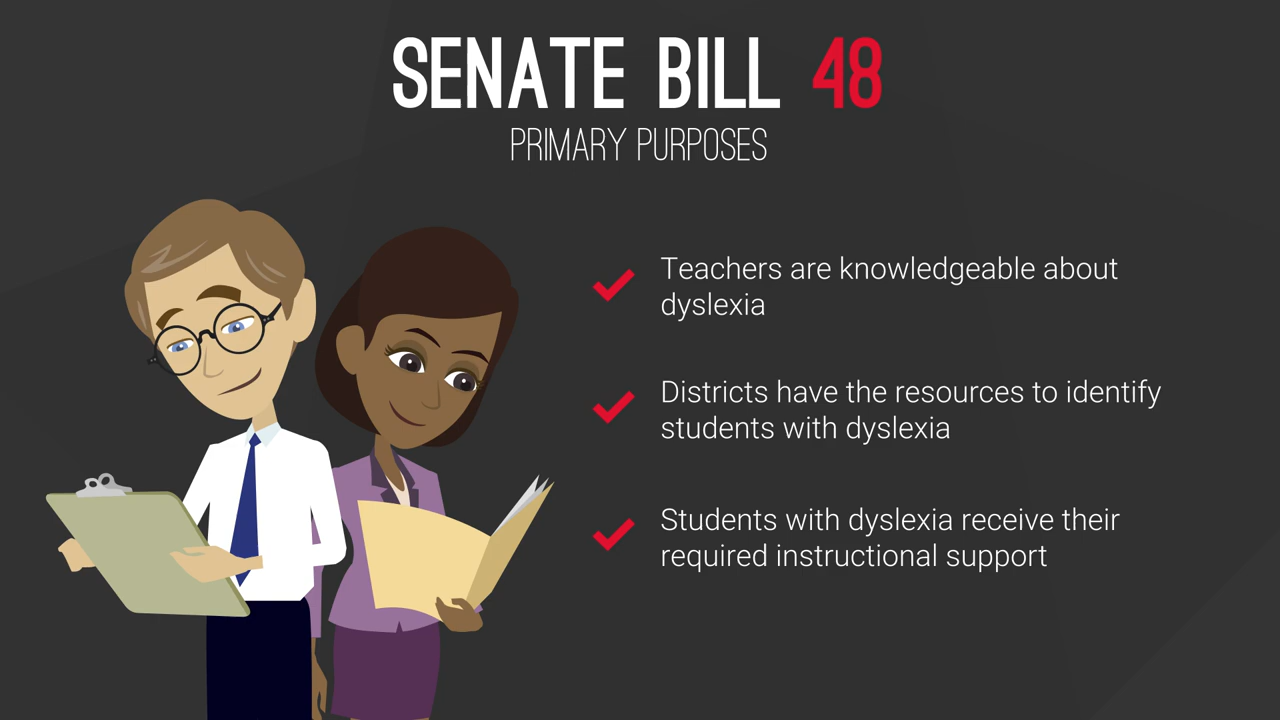 SENATE BILL 48
PRIMARY PURPOSES
Teachers are knowledgeable about
dyslexia
Districts have the resources to identify
students with dyslexia
Students with dyslexia receive their
required instructional support